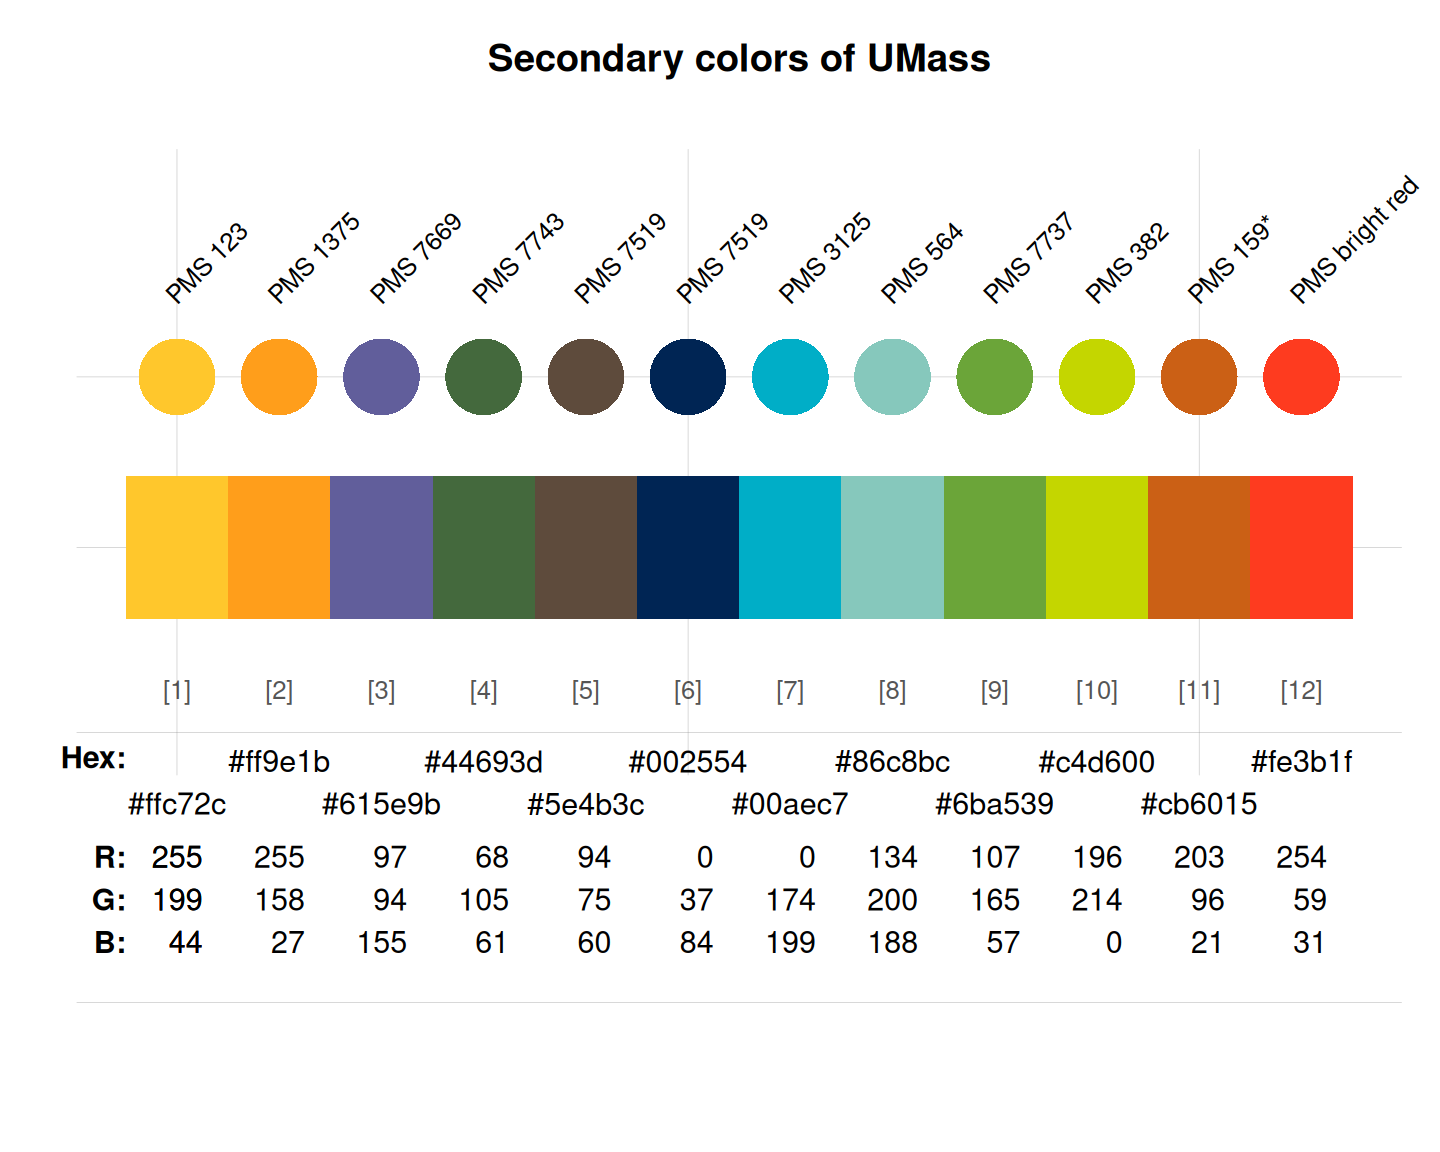 Secondary colors of UMass
PMS 123 PMS 1375 PMS 7669 PMS 7743 PMS 7519 PMS 7519 PMS 3125 PMS 564 PMS 7737 PMS 382 PMS 159* PMS bright red
[1] [2] [3] [4] [5] [6] [7] [8] [9] [10] [11] [12]
Hex: #ff9e1b #44693d #002554 #86c8bc #c4d600 #fe3b1f
#ffc72c #615e9b #5e4b3c #00aec7 #6ba539 #cb6015
R: 255 255 97 68 94 0 0 134 107 196 203 254
G: 199 158 94 105 75 37 174 200 165 214 96 59
B: 44 27 155 61 60 84 199 188 57 0 21 31